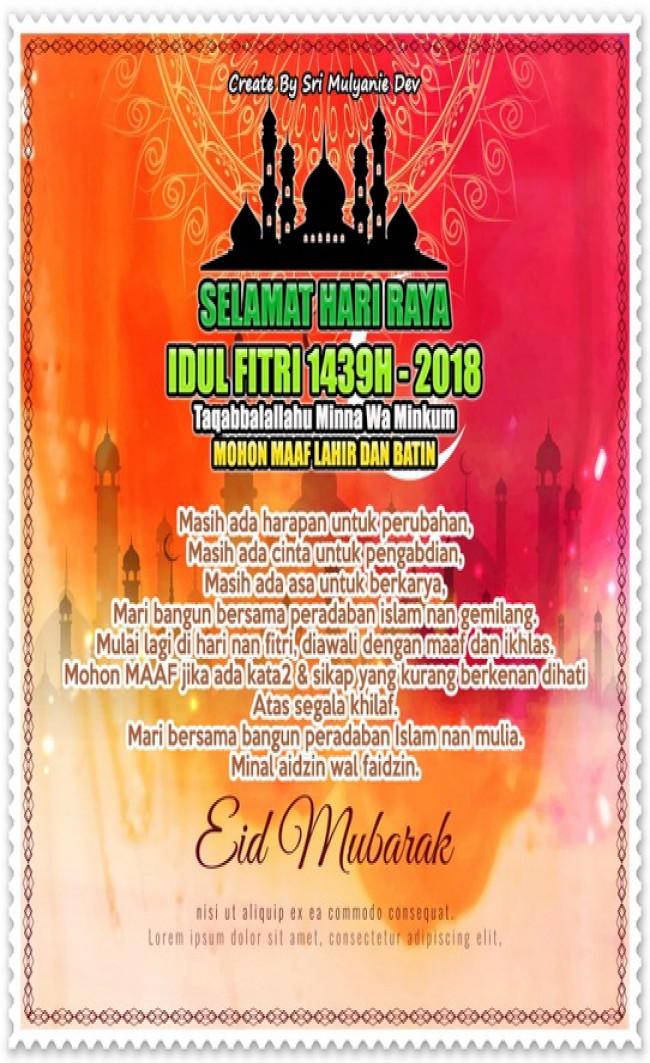 Create By Sri Mulyanie Dev
SELAMAT HARI RAYA
IDUL FITRI 1439H - 2018
Taqabbalallahu Minna Wa Minkum
MOHON MAAF LAHIR DAN BATIN
Masih ada harapan untuk perubahan,
Masih ada cinta untuk pengabdian,
Masih ada asa untuk berkarya,
Mari bangun bersama peradaban islam nan gemilang.
Mulai lagi di hari nan fitri, diawali dengan maaf dan ikhlas.
Mohon MAAF jika ada kata2 & sikap yang kurang berkenan dihati
Atas segala khilaf.
Mari bersama bangun peradaban Islam nan mulia.
Minal aidzin wal faidzin.
Eid Mubarak
nisi ut aliquip ex ea commodo consequat.
Lorem ipsum dolor sit amet, consectetur adipiscing elit,